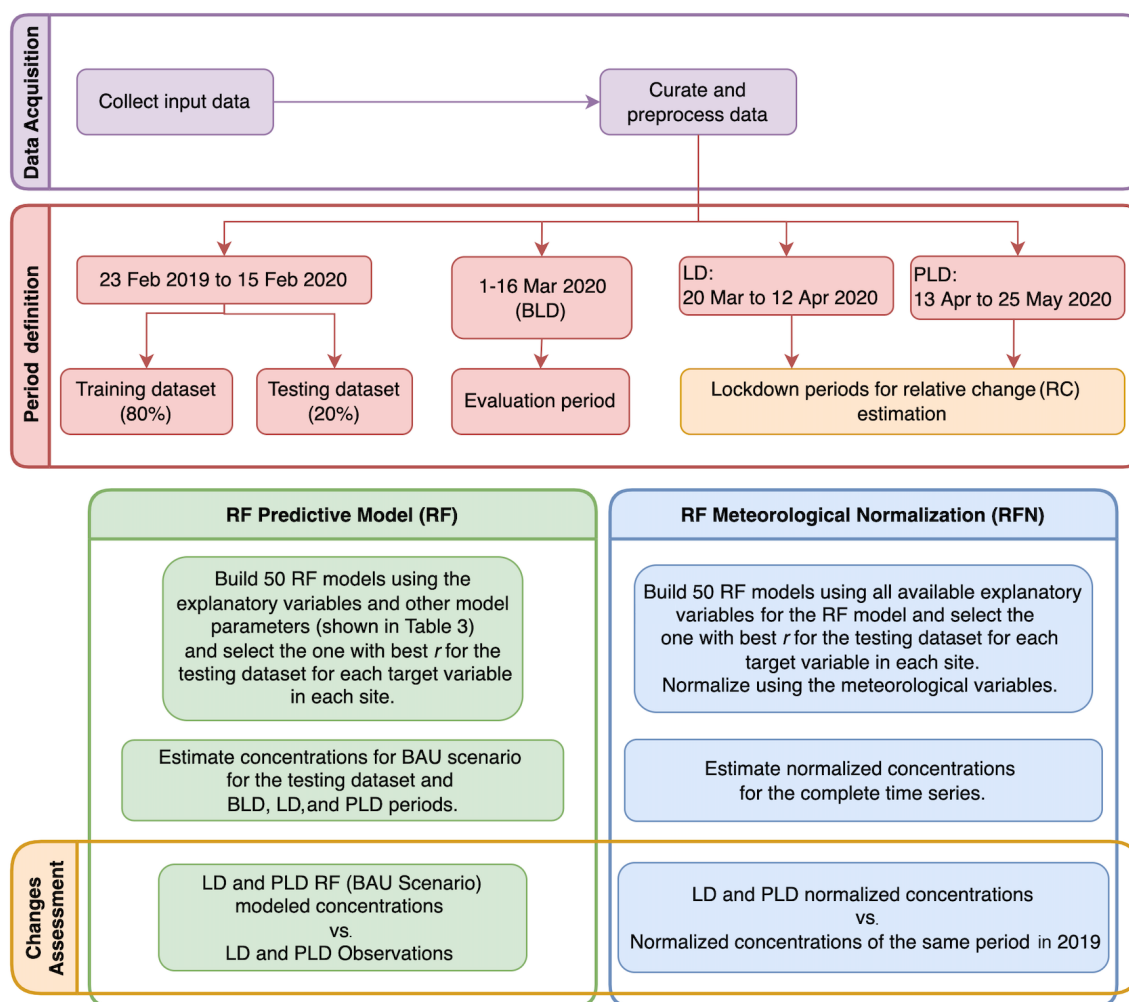 Data Acquisition
Collect input data
Curate and
preprocess data
Period definition
23 Feb 2019 to 15 Feb 2020
1-16 Mar 2020
(BLD)
LD:
20 Mar to 12 Apr 2020
PLD:
13 Apr to 25 May 2020
Training dataset
(80%)
Testing dataset
(20%)
Evaluation period
Lockdown periods for relative change (RC)
estimation
RF Predictive Model (RF)
Build 50 RF models using the
explanatory variables and other model
parameters (shown in Table 3)
and select the one with best r for the
testing dataset for each target variable
in each site.
Estimate concentrations for BAU scenario
for the testing dataset and
BLD, LD, and PLD periods.
RF Meteorological Normalization (RFN)
Build 50 RF models using all available explanatory
variables for the RF model and select the
one with best r for the testing dataset for each
target variable in each site.
Normalize using the meteorological variables.
Estimate normalized concentrations
for the complete time series.
Changes
Assessment
LD and PLD RF (BAU Scenario)
modeled concentrations
vs.
LD and PLD Observations
LD and PLD normalized concentrations
vs.
Normalized concentrations of the same period in 2019